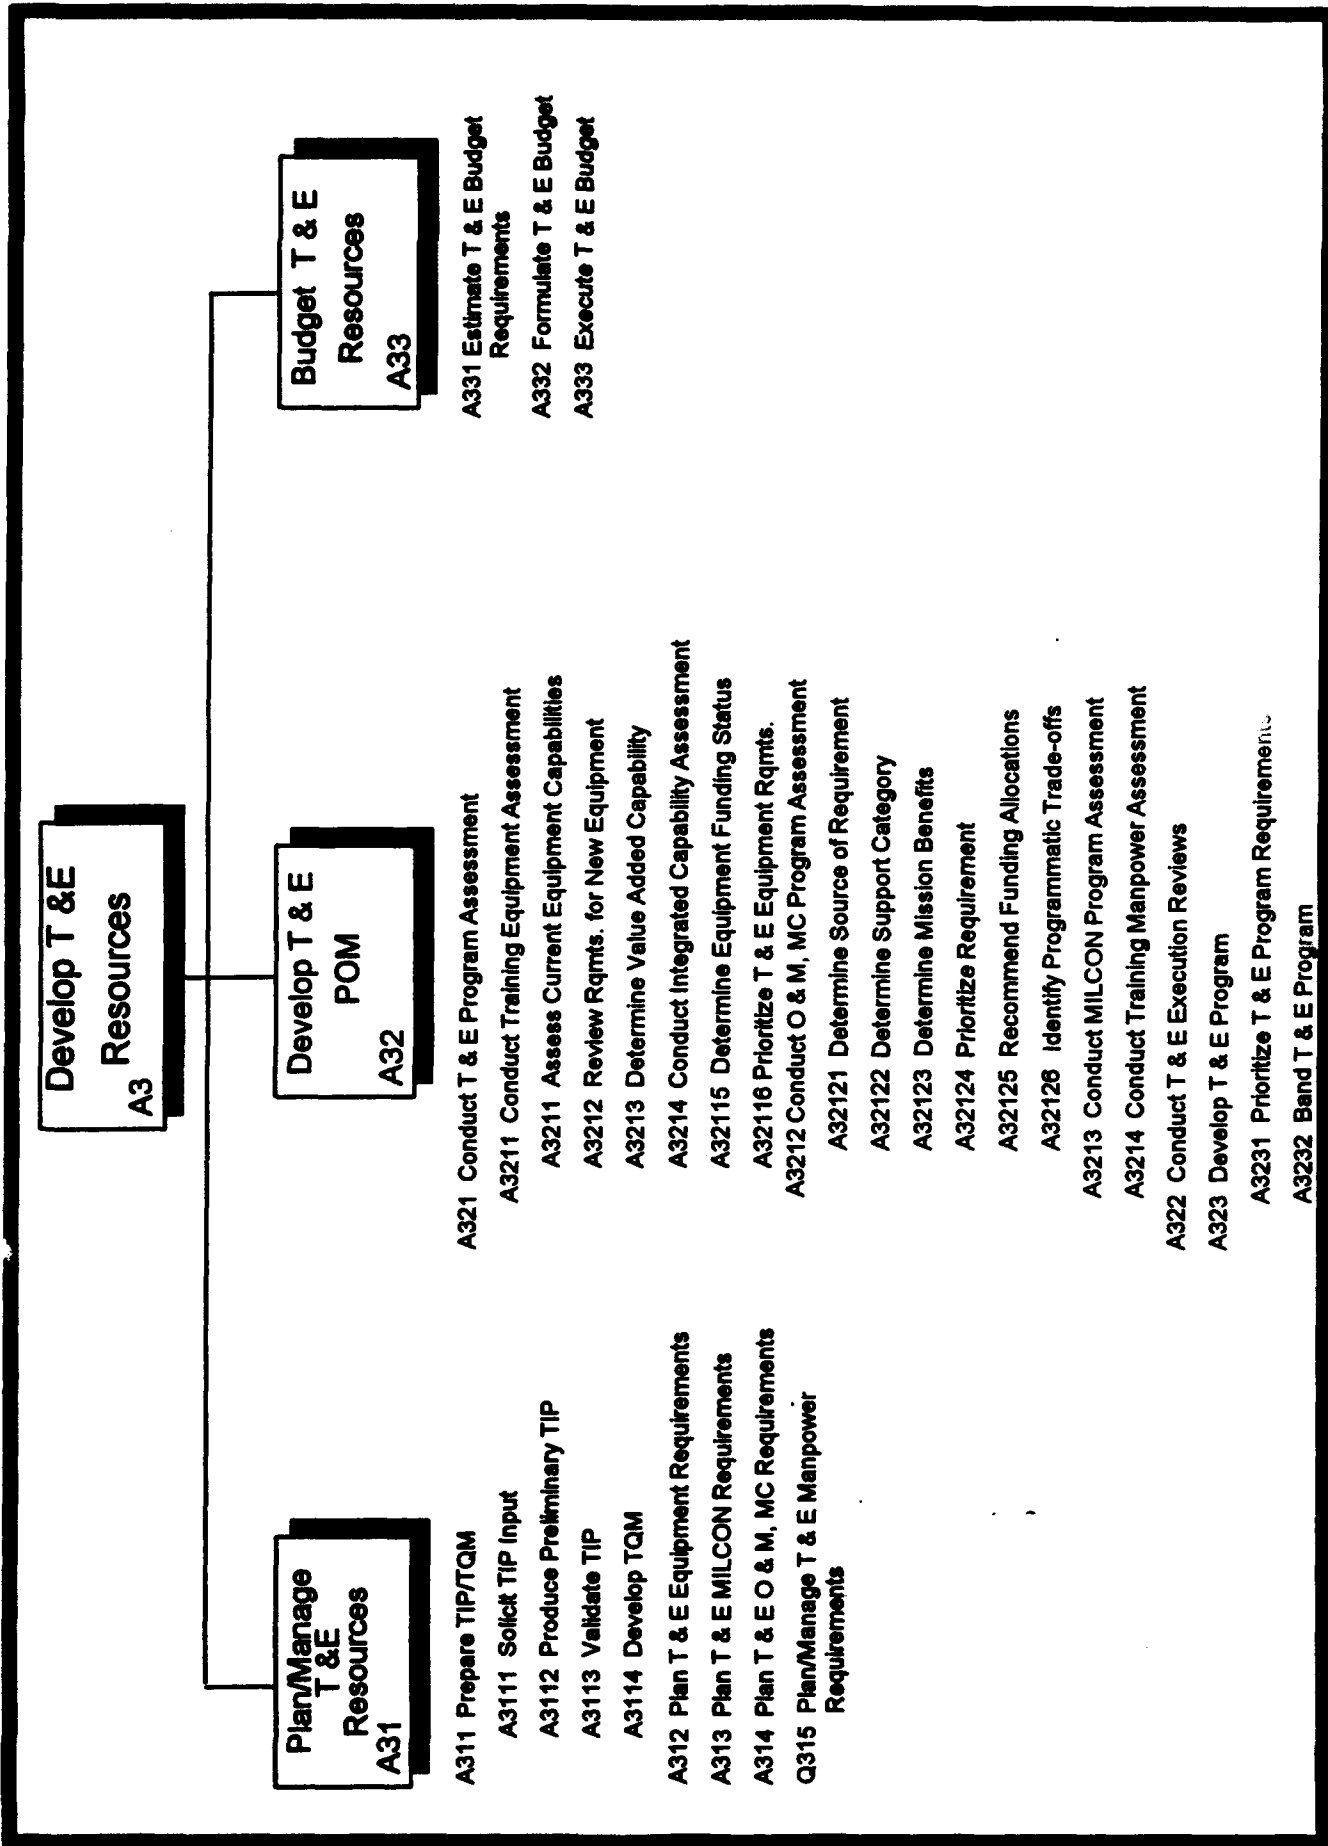 Develop T &E
Resources
A3
Plan/Manage
T &E
Resources
A31
A311 Prepare TIP/TQM
A3111 Solicit TIP Input
A3112 Produce Preliminary TIP
A3113 Validate TIP
A3114 Develop TQM
A312 Plan T & E Equipment Requirements
A313 Plan T & E MILCON Requirements
A314 Plan T & E O & M, MC Requirements
Q315 Plan/Manage T & E Manpower
Requirements
Develop T & E
POM
A32
A321 Conduct T & E Program Assessment
A3211 Conduct Training Equipment Assessment
A3211 Assess Current Equipment Capabilities
A3212 Review Rqmts. for New Equipment
A3213 Determine Value Added Capability
A3214 Conduct Integrated Capability Assessment
A32115 Determine Equipment Funding Status
A32116 Prioritize T & E Equipment Rqmts.
A3212 Conduct O & M, MC Program Assessment
A32121 Determine Source of Requirement
A32122 Determine Support Category
A32123 Determine Mission Benefits
A32124 Prioritize Requirement
A32125 Recommend Funding Allocations
A32126 Identify Programmatic Trade-offs
A3213 Conduct MILCON Program Assessment
A3214 Conduct Training Manpower Assessment
A322 Conduct T & E Execution Reviews
A323 Develop T & E Program
A3231 Prioritize T & E Program Requirements
A3232 Band T & E Program
Budget T & E
Resources
A33
A331 Estimate T & E Budget
Requirements
A332 Formulate T & E Budget
A333 Execute T & E Budget